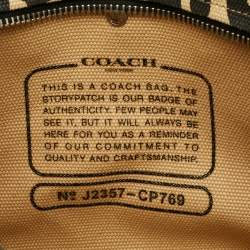 COACH
NEW YORK
THIS IS A COACH BAG. THE
STORYPATCH IS OUR BADGE OF
AUTHENTICITY. FEW PEOPLE MAY
SEE IT, BUT IT WILL ALWAYS BE
HERE FOR YOU AS A REMINDER
OF OUR COMMITMENT TO
QUALITY AND CRAFTSMANSHIP.
Nº J2357-CP769